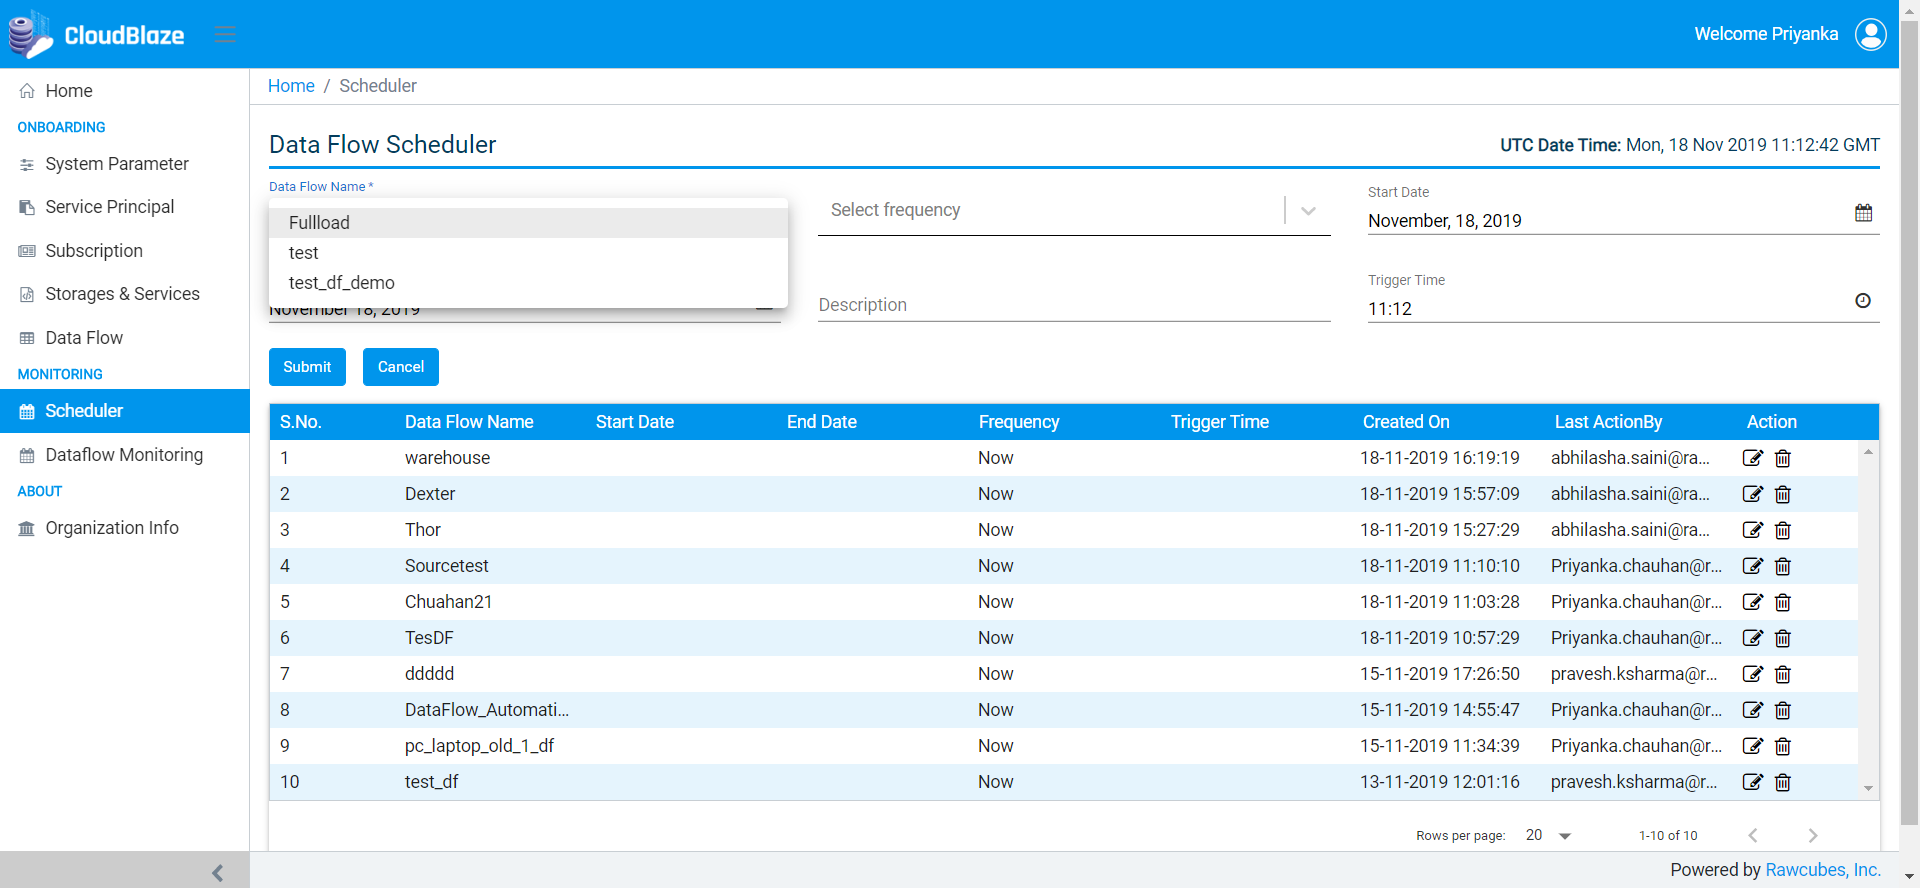 CloudBlaze
Welcome Priyanka
Home
ONBOARDING
System Parameter
Service Principal
Subscription
Storages & Services
Data Flow
MONITORING
Scheduler
Dataflow Monitoring
ABOUT
Organization Info
Home / Scheduler
Data Flow Scheduler
UTC Date Time: Mon, 18 Nov 2019 11:12:42 GMT
Data Flow Name *
Fullload
test
test_df_demo
Select frequency
Start Date
November, 18, 2019
November 18, 2019
Description
Trigger Time
11:12
Submit Cancel
S.No. Data Flow Name Start Date End Date Frequency Trigger Time Created On Last ActionBy Action
1 warehouse Now 18-11-2019 16:19:19 abhilasha.saini@ra...
2 Dexter Now 18-11-2019 15:57:09 abhilasha.saini@ra...
3 Thor Now 18-11-2019 15:27:29 abhilasha.saini@ra...
4 Sourcetest Now 18-11-2019 11:10:10 Priyanka.chauhan@r...
5 Chuahan21 Now 18-11-2019 11:03:28 Priyanka.chauhan@r...
6 TesDF Now 18-11-2019 10:57:29 Priyanka.chauhan@r...
7 ddddd Now 15-11-2019 17:26:50 pravesh.ksharma@r...
8 DataFlow_Automati... Now 15-11-2019 14:55:47 Priyanka.chauhan@r...
9 pc_laptop_old_1_df Now 15-11-2019 11:34:39 Priyanka.chauhan@r...
10 test_df Now 13-11-2019 12:01:16 pravesh.ksharma@r...
Rows per page: 20 1-10 of 10
Powered by Rawcubes, Inc.